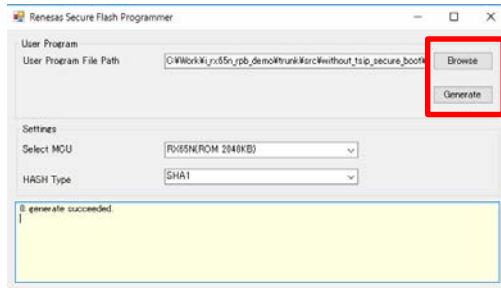 Renesas Secure Flash Programmer
User Program
User Program File Path
C:¥Work¥i_rx65n_rpb_demo¥trunk¥src¥without_tsip_secure_boot¥
Browse
Generate
Settings
Select MCU
RX65N(ROM 2048KB)
HASH Type
SHA1
generate succeeded.